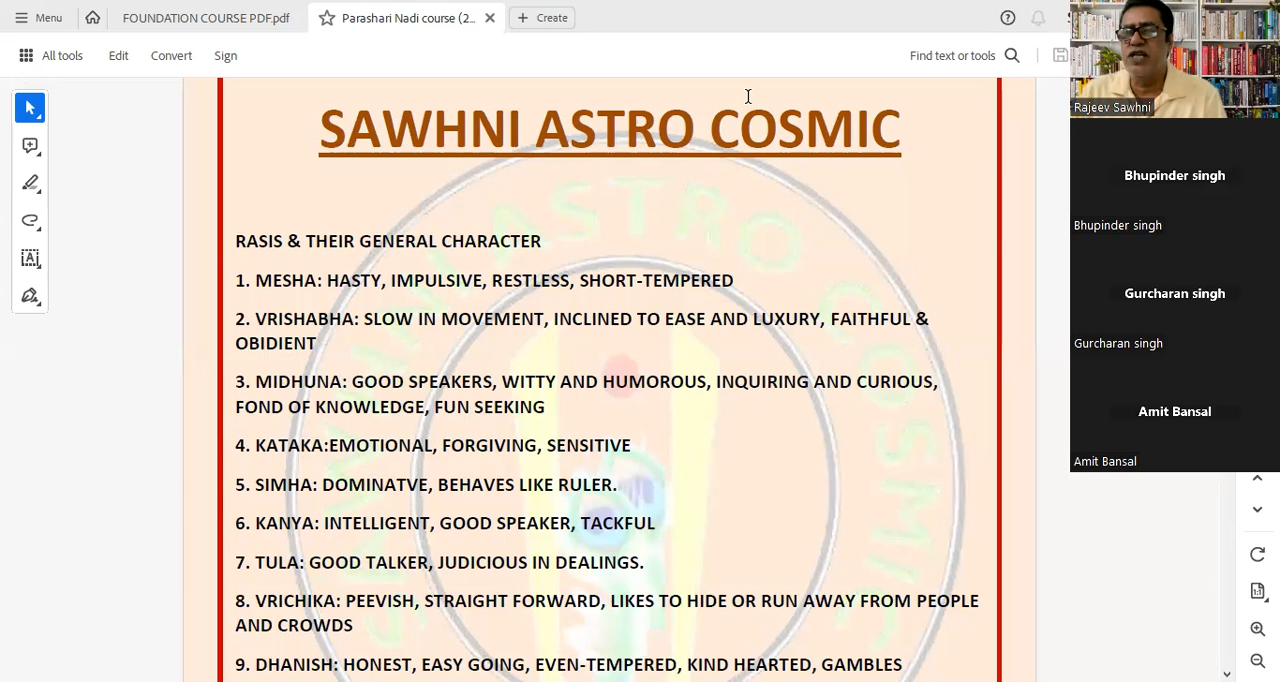 Menu
FOUNDATION COURSE PDF.pdf
Parashari Nadi course (2...
Create
All tools
Edit
Convert
Sign
Find text or tools
SAWHNI ASTRO COSMIC
RASIS & THEIR GENERAL CHARACTER
1. MESHA: HASTY, IMPULSIVE, RESTLESS, SHORT-TEMPERED
2. VRISHABHA: SLOW IN MOVEMENT, INCLINED TO EASE AND LUXURY, FAITHFUL &
OBIDIENT
3. MIDHUNA: GOOD SPEAKERS, WITTY AND HUMOROUS, INQUIRING AND CURIOUS,
FOND OF KNOWLEDGE, FUN SEEKING
4. KATAKA:EMOTIONAL, FORGIVING, SENSITIVE
5. SIMHA: DOMINATVE, BEHAVES LIKE RULER.
6. KANYA: INTELLIGENT, GOOD SPEAKER, TACKFUL
7. TULA: GOOD TALKER, JUDICIOUS IN DEALINGS.
8. VRICHIKA: PEEVISH, STRAIGHT FORWARD, LIKES TO HIDE OR RUN AWAY FROM PEOPLE
AND CROWDS
9. DHANISH: HONEST, EASY GOING, EVEN-TEMPERED, KIND HEARTED, GAMBLES
SAWHNI ASTRO COSMIC
Rajeev Sawhni
Bhupinder singh
Bhupinder singh
Gurcharan singh
Gurcharan singh
Amit Bansal
Amit Bansal